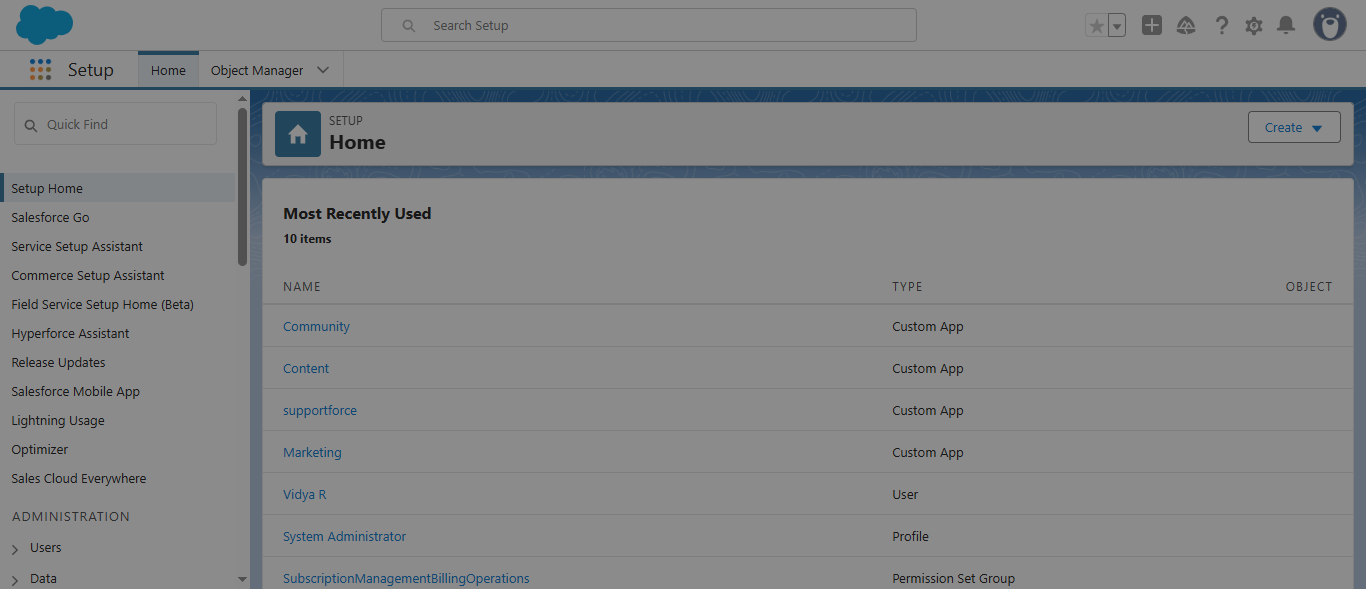 Search Setup
Setup
Home
Object Manager
Quick Find
Setup Home
Salesforce Go
Service Setup Assistant
Commerce Setup Assistant
Field Service Setup Home (Beta)
Hyperforce Assistant
Release Updates
Salesforce Mobile App
Lightning Usage
Optimizer
Sales Cloud Everywhere
ADMINISTRATION
Users
Data
SETUP
Home
Create
Most Recently Used
10 items
NAME TYPE OBJECT
Community Custom App
Content Custom App
supportforce Custom App
Marketing Custom App
Vidya R User
System Administrator Profile
SubscriptionManagementBillingOperations Permission Set Group